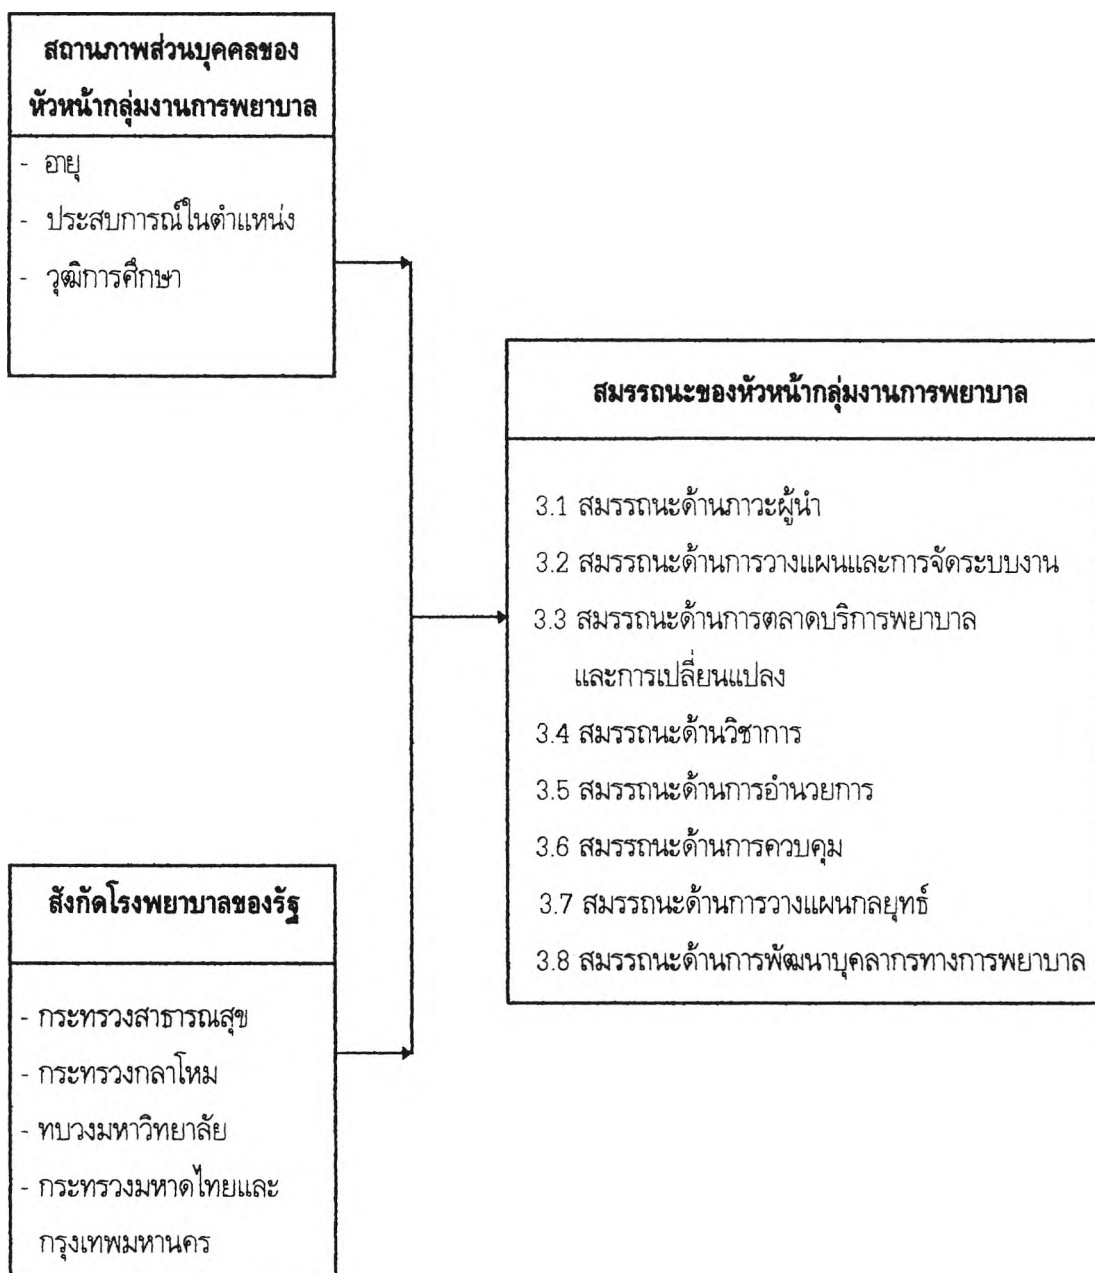 สถานภาพส่วนบุคคลของ
หัวหน้ากลุ่มงานการพยาบาล
- อายุ
- ประสบการณ์ในตำแหน่ง
- วุฒิการศึกษา
สมรรถนะของหัวหน้ากลุ่มงานการพยาบาล
3.1 สมรรถนะด้านภาวะผู้นำ
3.2 สมรรถนะด้านการวางแผนและการจัดระบบงาน
3.3 สมรรถนะด้านการตลาดบริการพยาบาล
และการเปลี่ยนแปลง
3.4 สมรรถนะด้านวิชาการ
3.5 สมรรถนะด้านการอำนวยการ
3.6 สมรรถนะด้านการควบคุม
3.7 สมรรถนะด้านการวางแผนกลยุทธ์
3.8 สมรรถนะด้านการพัฒนาบุคลากรทางการพยาบาล
สังกัดโรงพยาบาลของรัฐ
- กระทรวงสาธารณสุข
- กระทรวงกลาโหม
- ทบวงมหาวิทยาลัย
- กระทรวงมหาดไทยและ
กรุงเทพมหานคร